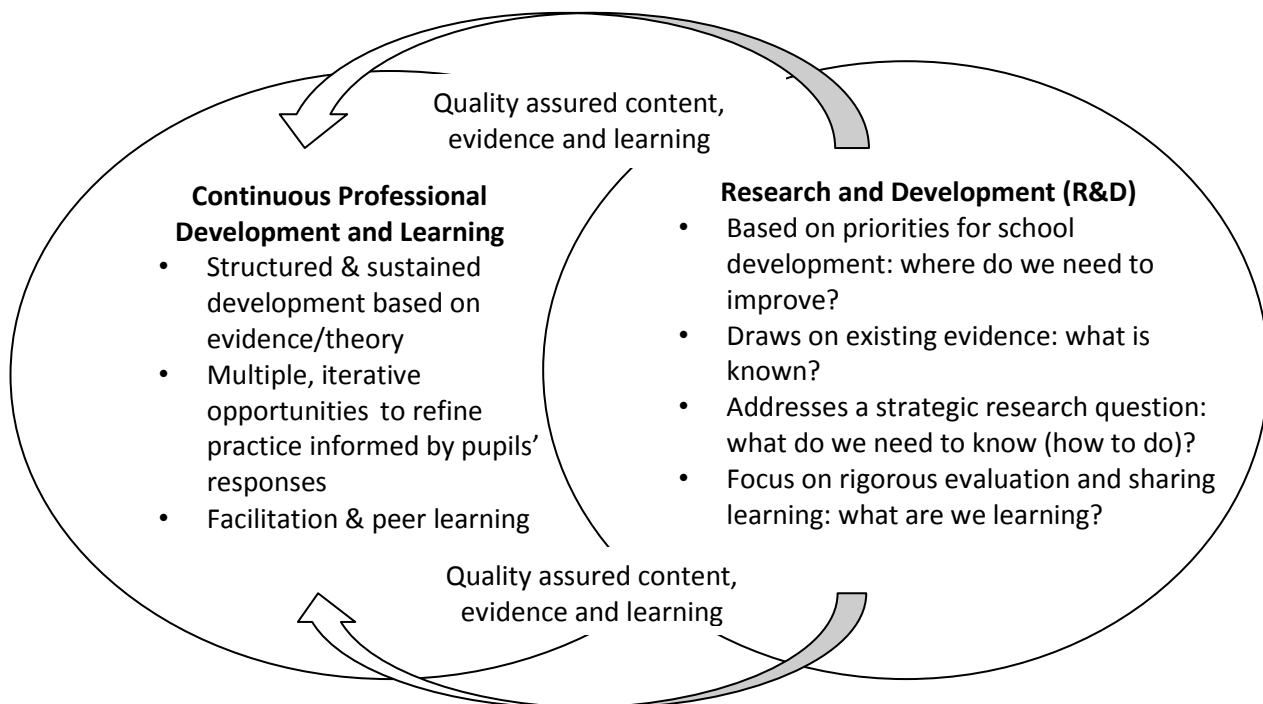 Quality assured content,
evidence and learning
Continuous Professional
Development and Learning
• Structured & sustained
development based on
evidence/theory
• Multiple, iterative
opportunities to refine
practice informed by pupils’
responses
• Facilitation & peer learning
Research and Development (R&D)
• Based on priorities for school
development: where do we need to
improve?
• Draws on existing evidence: what is
known?
• Addresses a strategic research question:
what do we need to know (how to do)?
• Focus on rigorous evaluation and sharing
learning: what are we learning?
Quality assured content,
evidence and learning